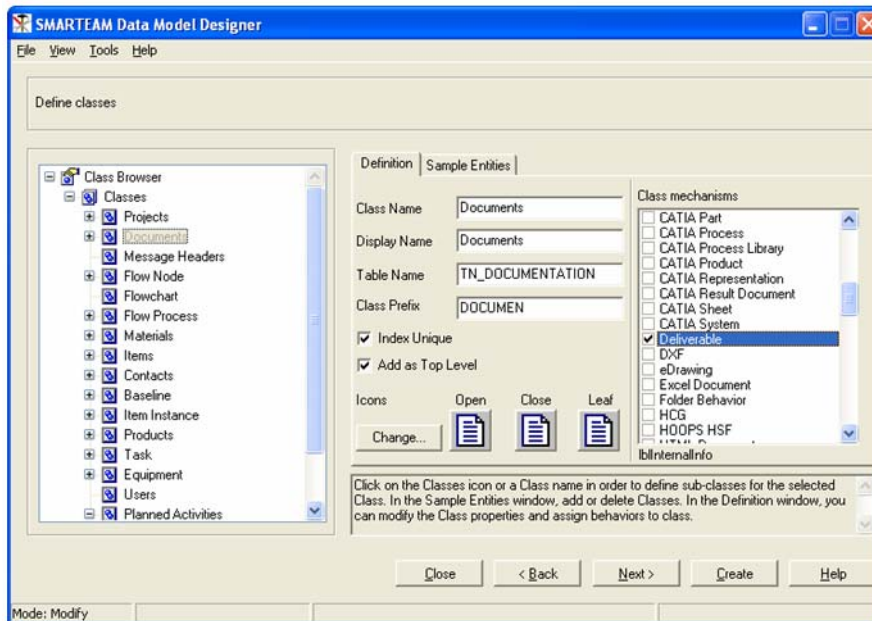 SMARTEAM Data Model Designer
File View Tools Help
Define classes
Class Browser
Classes
Projects
Documents
Message Headers
Flow Node
Flowchart
Flow Process
Materials
Items
Contacts
Baseline
Item Instance
Products
Task
Equipment
Users
Planned Activities
Definition Sample Entities
Class Name Documents
Display Name Documents
Table Name TN_DOCUMENTATION
Class Prefix DOCUMEN
Index Unique
Add as Top Level
Icons Open Close Leaf
Change...
Class mechanisms
CATIA Part
CATIA Process
CATIA Process Library
CATIA Product
CATIA Representation
CATIA Result Document
CATIA Sheet
CATIA System
Deliverable
DXF
eDrawing
Excel Document
Folder Behavior
HCG
HOOPS HSF
lblInternalInfo
Click on the Classes icon or a Class name in order to define sub-classes for the selected
Class. In the Sample Entities window, add or delete Classes. In the Definition window, you
can modify the Class properties and assign behaviors to class.
Close < Back Next > Create Help
Mode: Modify